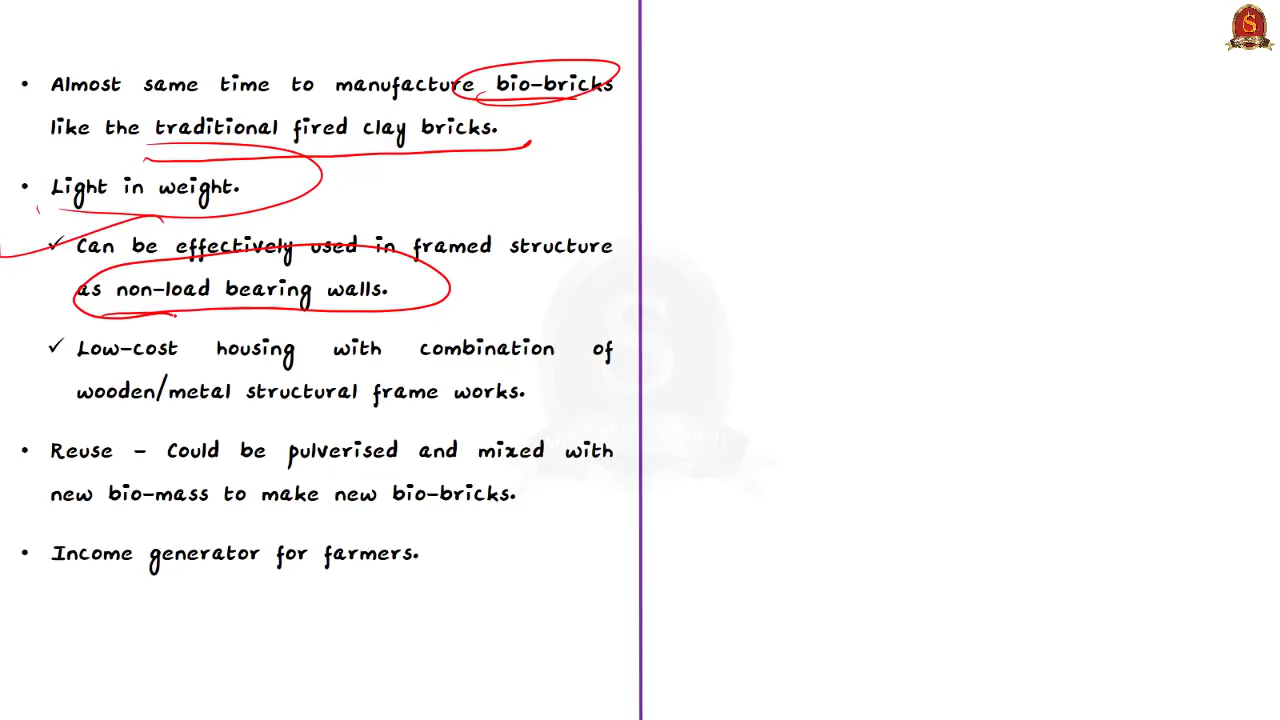 • Almost same time to manufacture bio-bricks
like the traditional fired clay bricks.
• Light in weight.
✓ Can be effectively used in framed structure
as non-load bearing walls.
✓ Low-cost housing with combination of
wooden/metal structural frame works.
• Reuse - Could be pulverised and mixed with
new bio-mass to make new bio-bricks.
• Income generator for farmers.